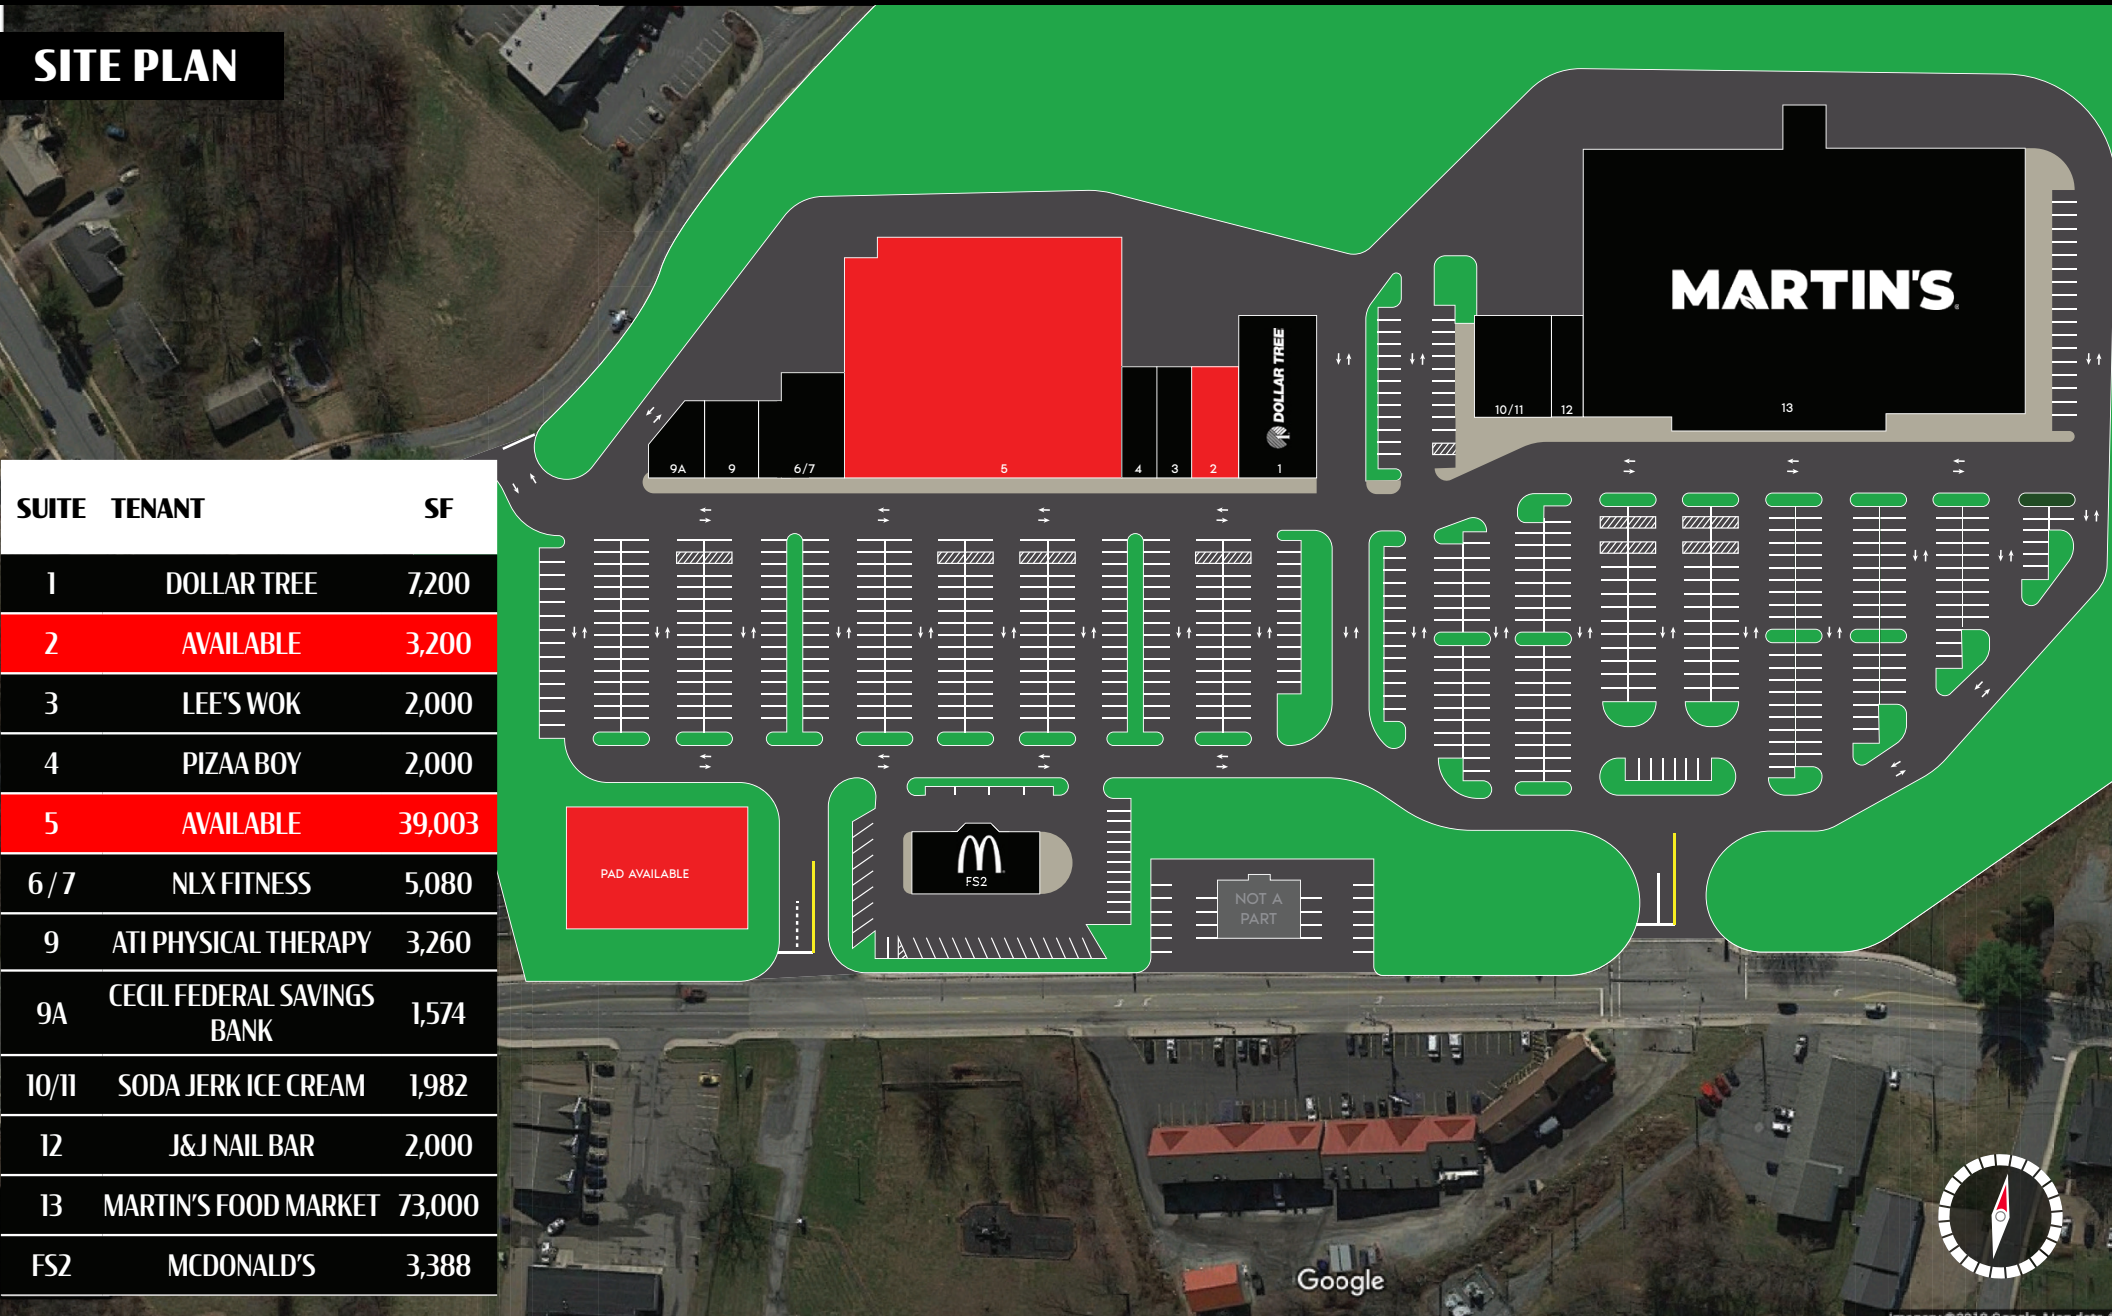 SITE PLAN
SUITE TENANT SF
1 DOLLAR TREE 7,200
2 AVAILABLE 3,200
3 LEE'S WOK 2,000
4 PIZAA BOY 2,000
5 AVAILABLE 39,003
6 / 7 NLX FITNESS 5,080
9 ATI PHYSICAL THERAPY 3,260
9A CECIL FEDERAL SAVINGS
BANK 1,574
10/11 SODA JERK ICE CREAM 1,982
12 J&J NAIL BAR 2,000
13 MARTIN'S FOOD MARKET 73,000
FS2 MCDONALD'S 3,388
MARTIN'S
13
10/11
12
DOLLAR TREE
9A
9
6/7
5
4
3
2
1
PAD AVAILABLE
FS2
NOT A
PART
Google